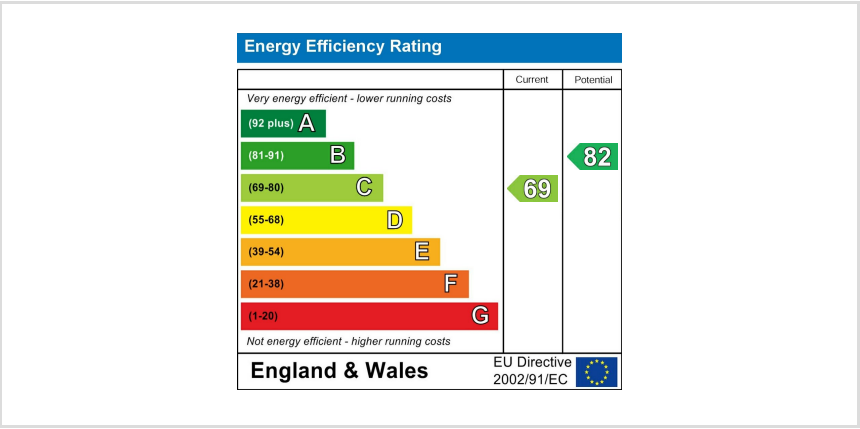 Energy Efficiency Rating
Current Potential
Very energy efficient - lower running costs
(92 plus) A
(81-91) B
82
(69-80) C
69
(55-68) D
(39-54) E
(21-38) F
(1-20) G
Not energy efficient - higher running costs
England & Wales
EU Directive
2002/91/EC